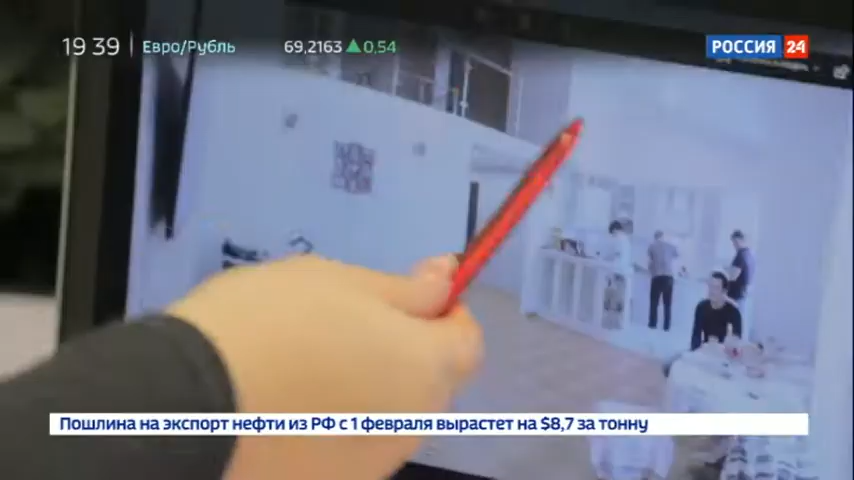 19 39 Евро/Рубль 69,2163 ▲0,54 РОССИЯ 24
Пошлина на экспорт нефти из РФ с 1 февраля вырастет на $8,7 за тонну